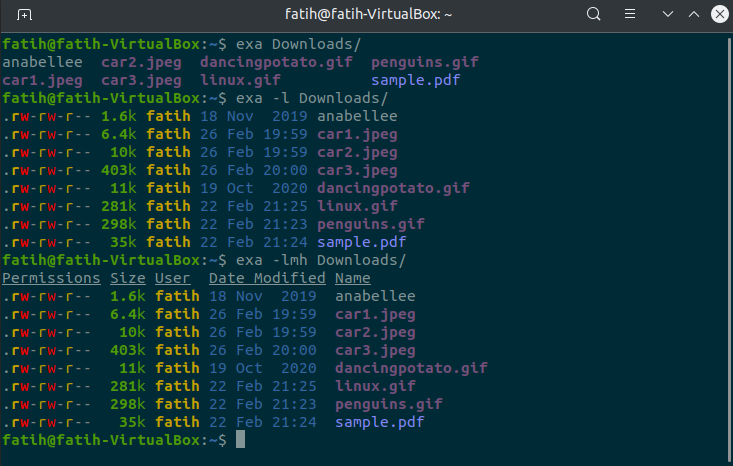 fatih@fatih-VirtualBox: ~
fatih@fatih-VirtualBox:~$ exa Downloads/
anabellee  car2.jpeg  dancingpotato.gif  penguins.gif
car1.jpeg  car3.jpeg  linux.gif          sample.pdf
fatih@fatih-VirtualBox:~$ exa -l Downloads/
.rw-rw-r-- 1.6k fatih 18 Nov  2019 anabellee
.rw-rw-r-- 6.4k fatih 26 Feb 19:59 car1.jpeg
.rw-rw-r--  10k fatih 26 Feb 19:59 car2.jpeg
.rw-rw-r-- 403k fatih 26 Feb 20:00 car3.jpeg
.rw-rw-r--  11k fatih 19 Oct  2020 dancingpotato.gif
.rw-rw-r-- 281k fatih 22 Feb 21:25 linux.gif
.rw-rw-r-- 298k fatih 22 Feb 21:23 penguins.gif
.rw-rw-r--  35k fatih 22 Feb 21:24 sample.pdf
fatih@fatih-VirtualBox:~$ exa -lmh Downloads/
Permissions Size User  Date Modified Name
.rw-rw-r--  1.6k fatih 18 Nov  2019  anabellee
.rw-rw-r--  6.4k fatih 26 Feb 19:59  car1.jpeg
.rw-rw-r--   10k fatih 26 Feb 19:59  car2.jpeg
.rw-rw-r--  403k fatih 26 Feb 20:00  car3.jpeg
.rw-rw-r--   11k fatih 19 Oct  2020  dancingpotato.gif
.rw-rw-r--  281k fatih 22 Feb 21:25  linux.gif
.rw-rw-r--  298k fatih 22 Feb 21:23  penguins.gif
.rw-rw-r--   35k fatih 22 Feb 21:24  sample.pdf
fatih@fatih-VirtualBox:~$